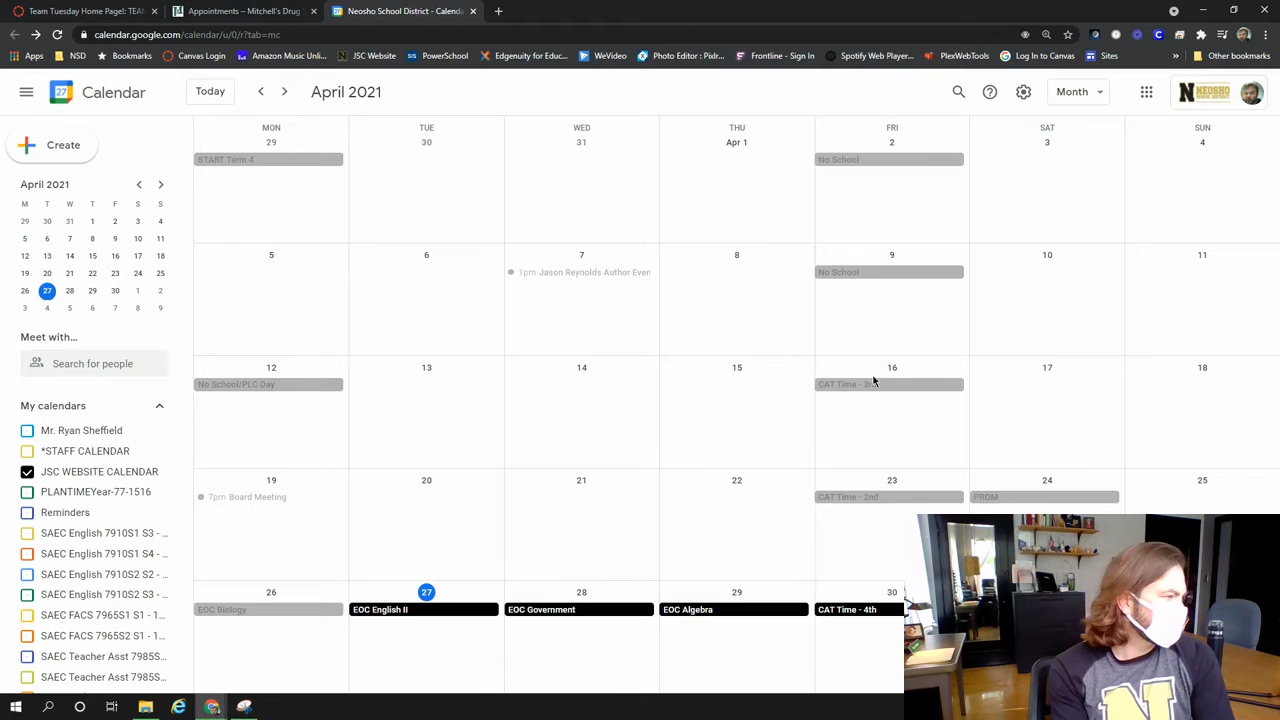 Team Tuesday Home Page!: TEA
Appointments – Mitchell's Drug
Neosho School District - Calenda
calendar.google.com/calendar/u/0/r?tab=mc
Apps NSD Bookmarks Canvas Login Amazon Music Unli... JSC Website PowerSchool Edgenuity for Educ... WeVideo Photo Editor : Pixlr... Frontline - Sign In Spotify Web Player... PlexWebTools Log In to Canvas Sites Other bookmarks
27 Calendar Today April 2021 Month NEOSHO
SCHOOL DISTRICT
Create
April 2021
M T W T F S S
29 30 31 1 2 3 4
5 6 7 8 9 10 11
12 13 14 15 16 17 18
19 20 21 22 23 24 25
26 27 28 29 30 1 2
3 4 5 6 7 8 9
Meet with...
Search for people
My calendars
Mr. Ryan Sheffield
*STAFF CALENDAR
JSC WEBSITE CALENDAR
PLANTIMEYear-77-1516
Reminders
SAEC English 7910S1 S3 - ...
SAEC English 7910S1 S4 - ...
SAEC English 7910S2 S2 - ...
SAEC English 7910S2 S3 - ...
SAEC FACS 7965S1 S1 - 1...
SAEC FACS 7965S2 S1 - 1...
SAEC Teacher Asst 7985S...
SAEC Teacher Asst 7985S...
MON TUE WED THU FRI SAT SUN
29 30 31 Apr 1 2 3 4
START Term 4 No School
5 6 7 8 9 10 11
1pm Jason Reynolds Author Even No School
12 13 14 15 16 17 18
No School/PLC Day CAT Time - 3rd
19 20 21 22 23 24 25
7pm Board Meeting CAT Time - 2nd PROM
26 27 28 29 30
EOC Biology EOC English II EOC Government EOC Algebra CAT Time - 4th
N